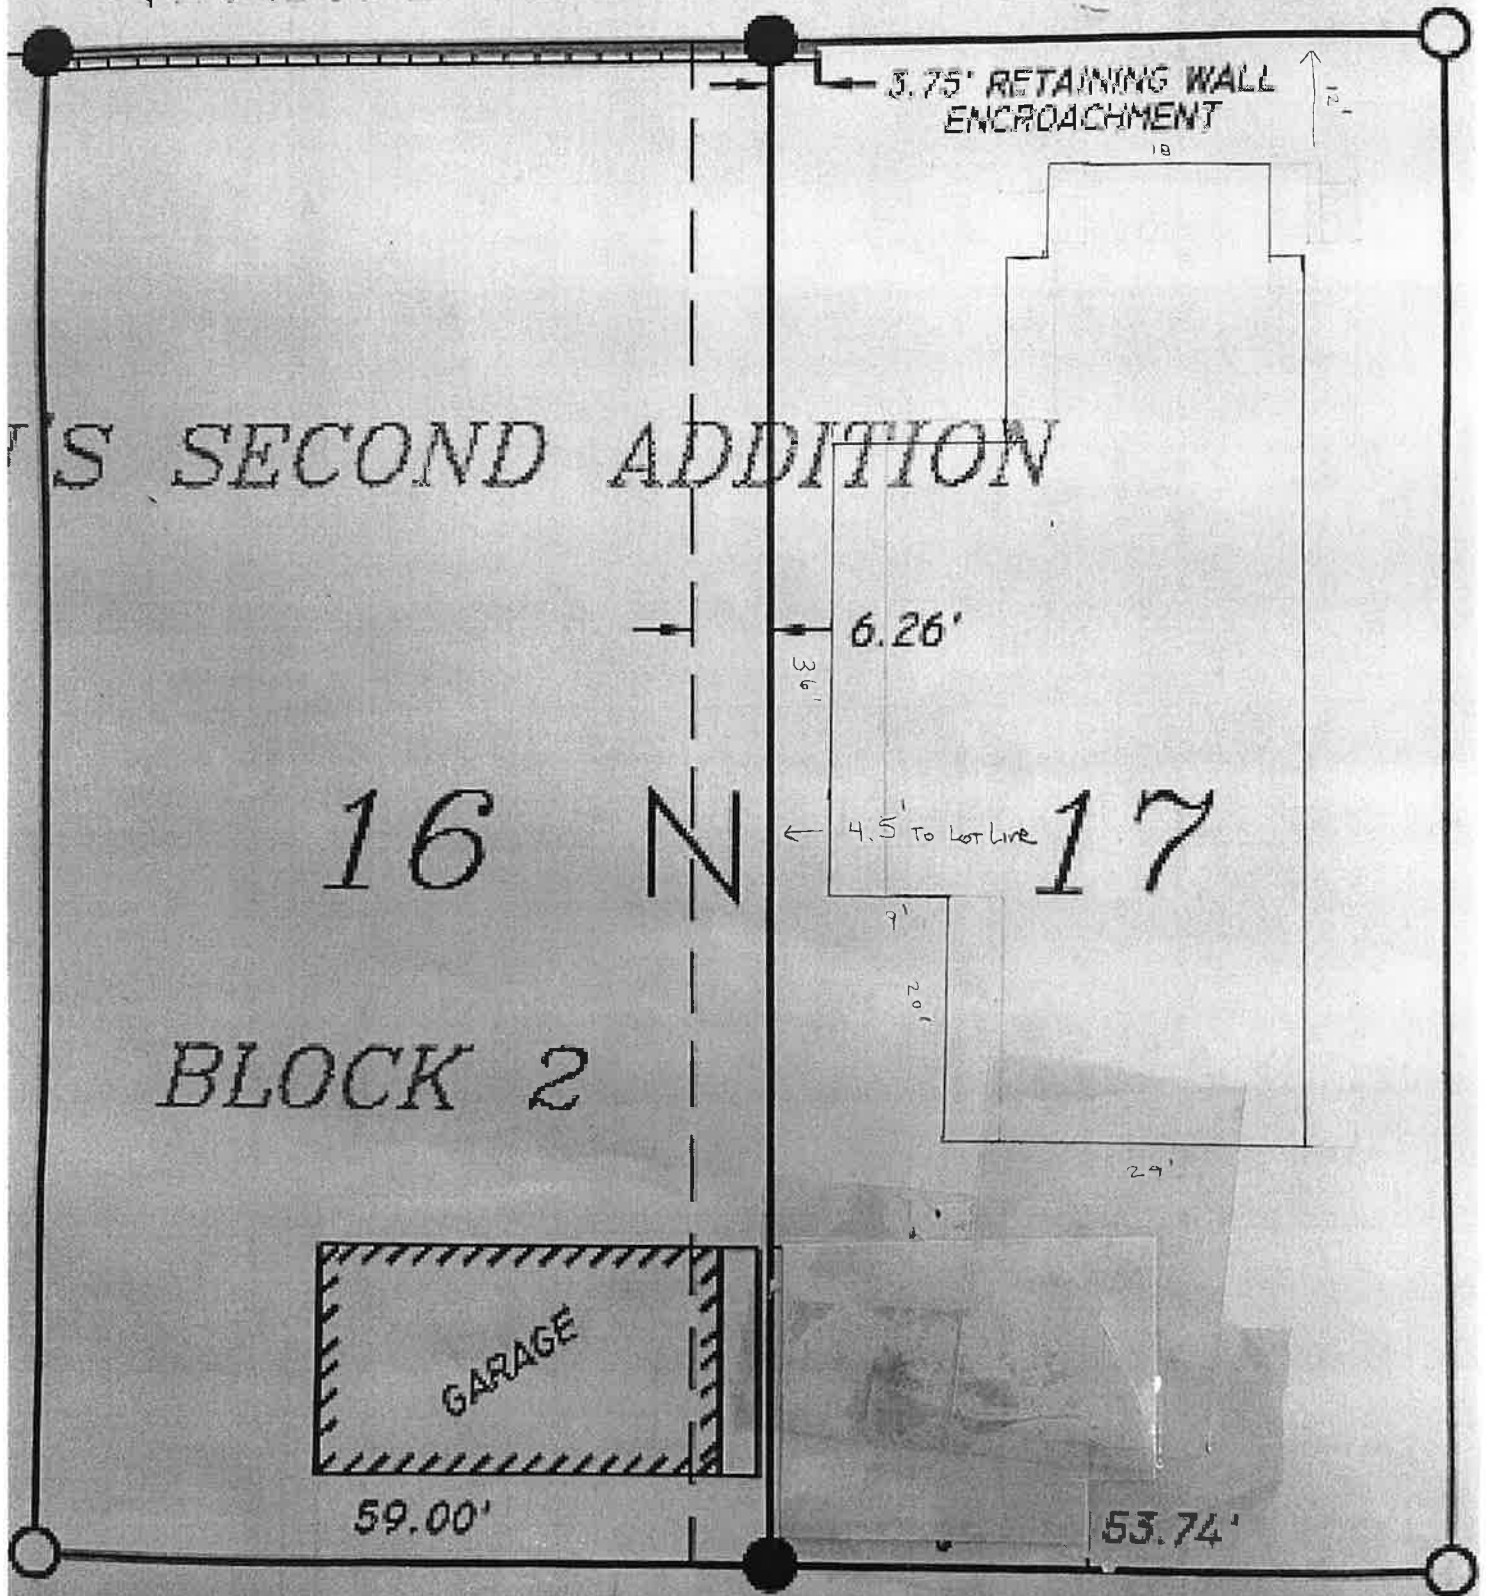 3.75' RETAINING WALL
ENCROACHMENT
12'
18
'S SECOND ADDITION
6.26'
36'
16 N 17
4.5' To Lot Line
9'
20'
BLOCK 2
29'
GARAGE
59.00'
53.74'